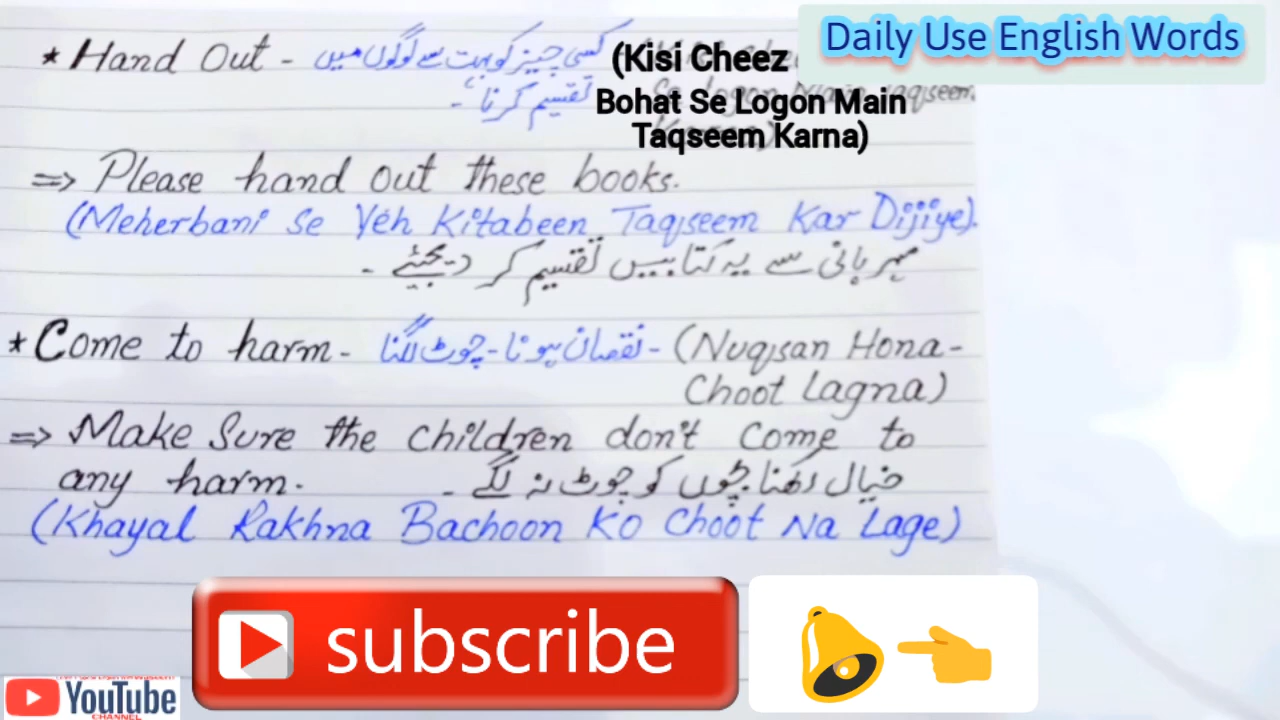 Daily Use English Words
* Hand Out - کسی چیز کو بہت سے لوگوں میں (Kisi Cheez
تقسیم کرنا - Bohat Se Logon Main
Taqseem Karna)
⇒ Please hand out these books.
(Meherbani Se Yeh Kitabeen Taqseem Kar Dijiye).
مہربانی سے یہ کتابیں تقسیم کر دیجئیے -
* Come to harm - نقصان ہونا - چوٹ لگنا - (Nuqsan Hona -
Choot Lagna)
⇒ Make Sure the children don't come to
any harm. خیال رکھنا بچوں کو چوٹ نہ لگے -
(Khayal Rakhna Bachoon Ko Choot Na Lage)
subscribe
YouTube
CHANNEL